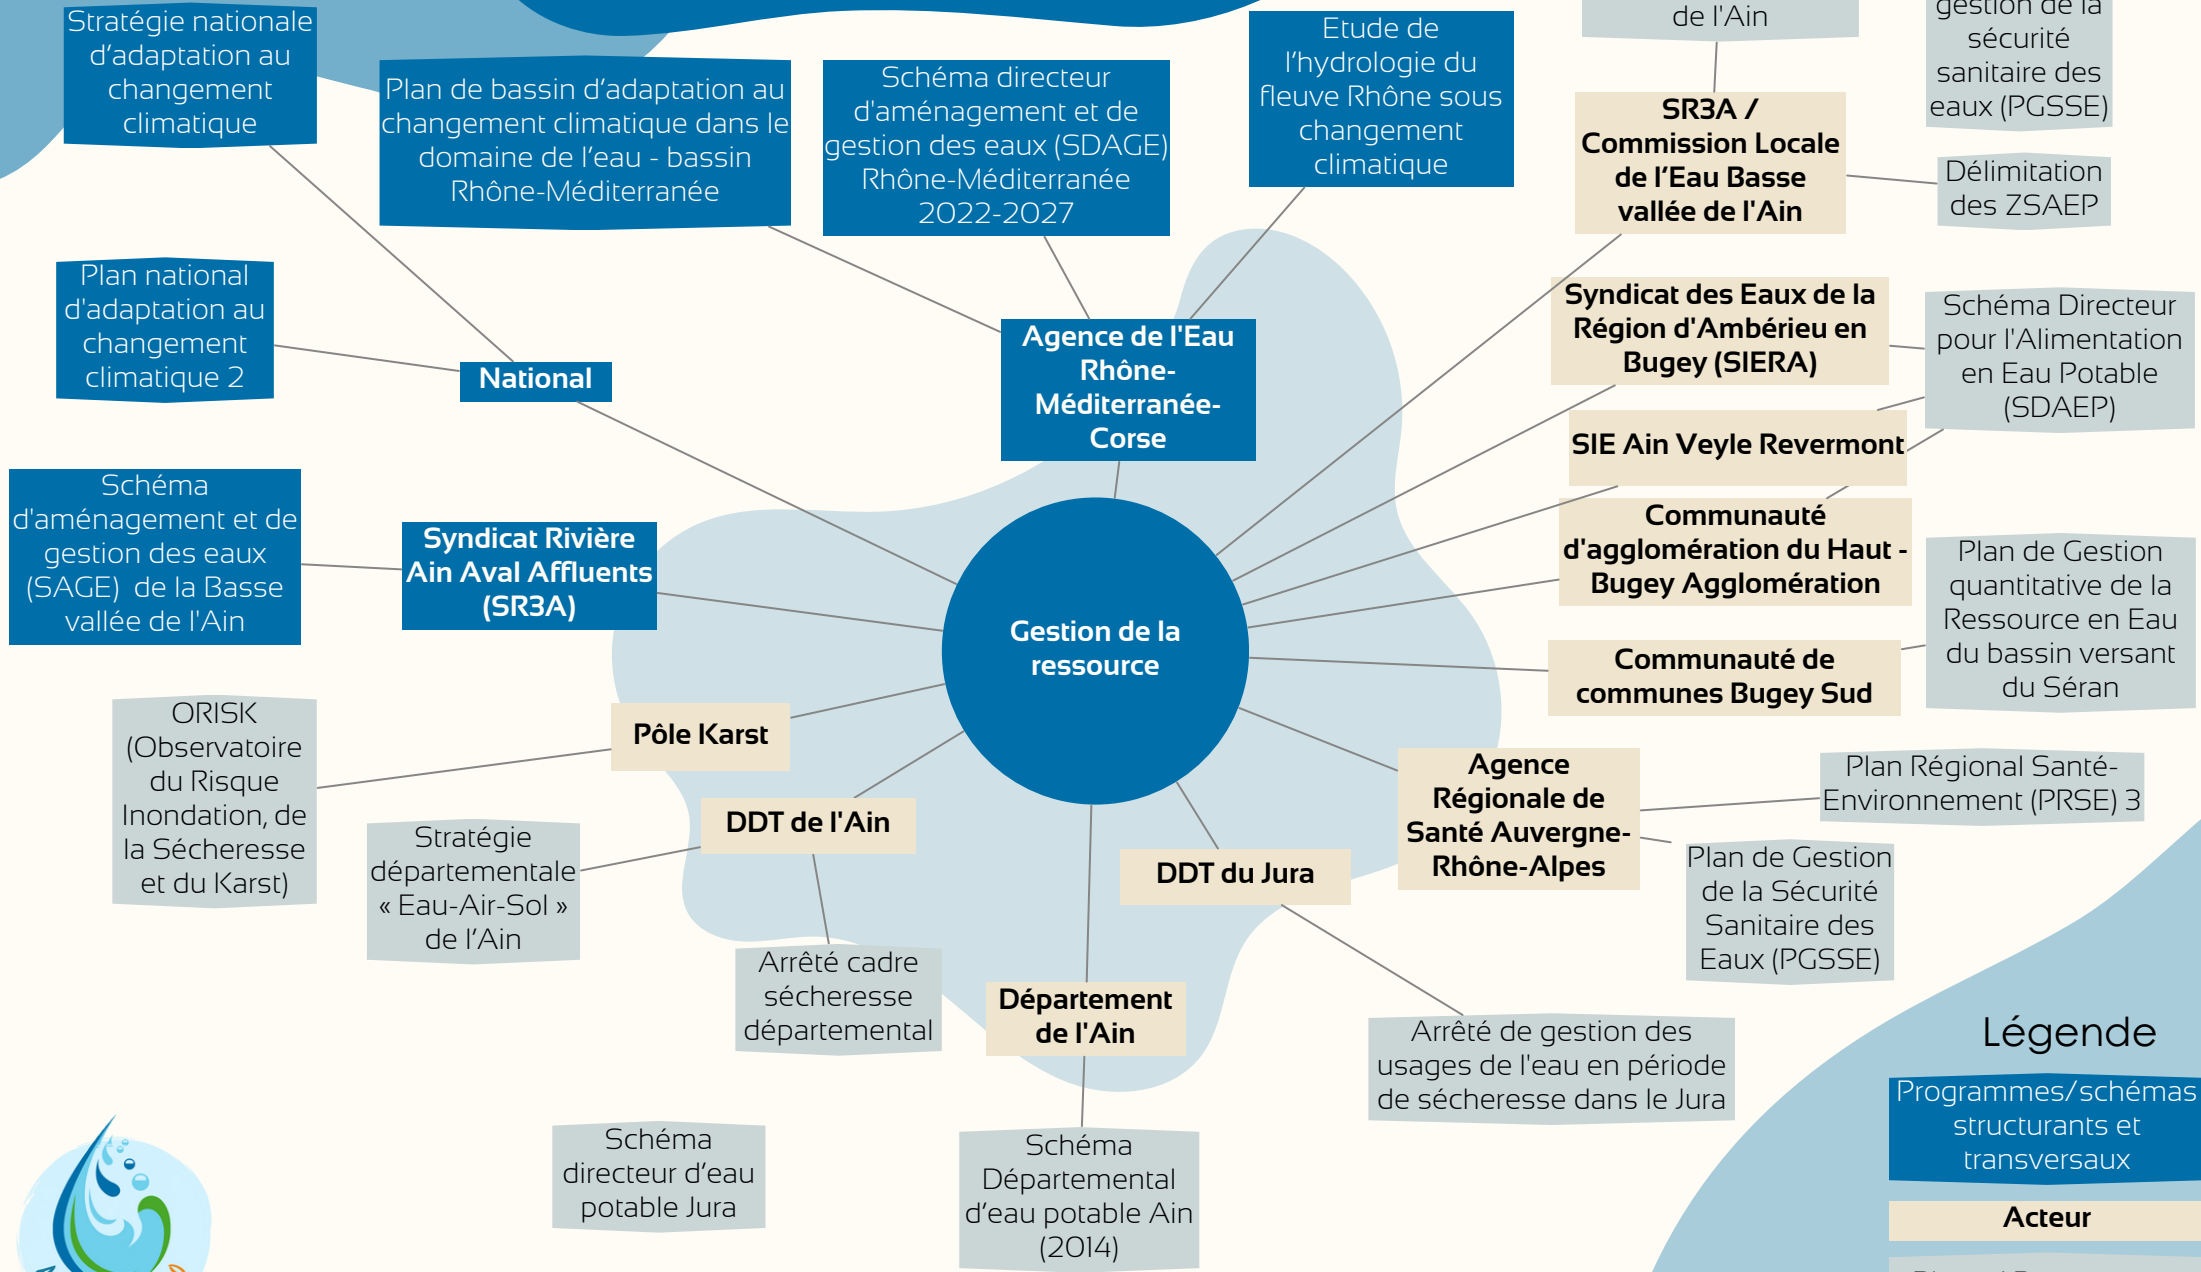 Stratégie nationale
d'adaptation au
changement
climatique
Plan de bassin d'adaptation au
changement climatique dans le
domaine de l'eau - bassin
Rhône-Méditerranée
Schéma directeur
d'aménagement et de
gestion des eaux (SDAGE)
Rhône-Méditerranée
2022-2027
Etude de
l'hydrologie du
fleuve Rhône sous
changement
climatique
de l'Ain
gestion de la
sécurité
sanitaire des
eaux (PGSSE)
SR3A /
Commission Locale
de l'Eau Basse
vallée de l'Ain
Délimitation
des ZSAEP
Plan national
d'adaptation au
changement
climatique 2
National
Agence de l'Eau
Rhône-
Méditerranée-
Corse
Syndicat des Eaux de la
Région d'Ambérieu en
Bugey (SIERA)
Schéma Directeur
pour l'Alimentation
en Eau Potable
(SDAEP)
SIE Ain Veyle Revermont
Schéma
d'aménagement et de
gestion des eaux
(SAGE) de la Basse
vallée de l'Ain
Syndicat Rivière
Ain Aval Affluents
(SR3A)
Communauté
d'agglomération du Haut -
Bugey Agglomération
Plan de Gestion
quantitative de la
Ressource en Eau
du bassin versant
du Séran
Gestion de la
ressource
Communauté de
communes Bugey Sud
ORISK
(Observatoire
du Risque
Inondation, de
la Sécheresse
et du Karst)
Pôle Karst
DDT de l'Ain
Stratégie
départementale
« Eau-Air-Sol »
de l'Ain
DDT du Jura
Agence
Régionale de
Santé Auvergne-
Rhône-Alpes
Plan Régional Santé-
Environnement (PRSE) 3
Plan de Gestion
de la Sécurité
Sanitaire des
Eaux (PGSSE)
Arrêté cadre
sécheresse
départemental
Département
de l'Ain
Arrêté de gestion des
usages de l'eau en période
de sécheresse dans le Jura
Schéma
directeur d'eau
potable Jura
Schéma
Départemental
d'eau potable Ain
(2014)
Légende
Programmes/schémas
structurants et
transversaux
Acteur